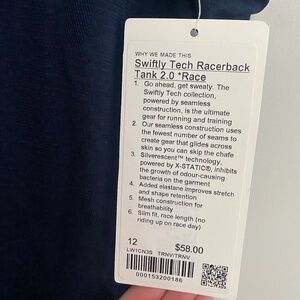 WHY WE MADE THIS
Swiftly Tech Racerback
Tank 2.0 *Race
1. Go ahead, get sweaty. The
Swiftly Tech collection,
powered by seamless
construction, is the ultimate
gear for running and training
2. Our seamless construction uses
the fewest number of seams to
create gear that glides across
skin so you can skip the chafe
3. Silverescent™ technology,
powered by X-STATIC®, inhibits
the growth of odour-causing
bacteria on the garment
4. Added elastane improves stretch
and shape retention
5. Mesh construction for
breathability
6. Slim fit, race length (no
riding up on race day)
12 $58.00
LW1CN3S TRNV/TRNV
000153200186